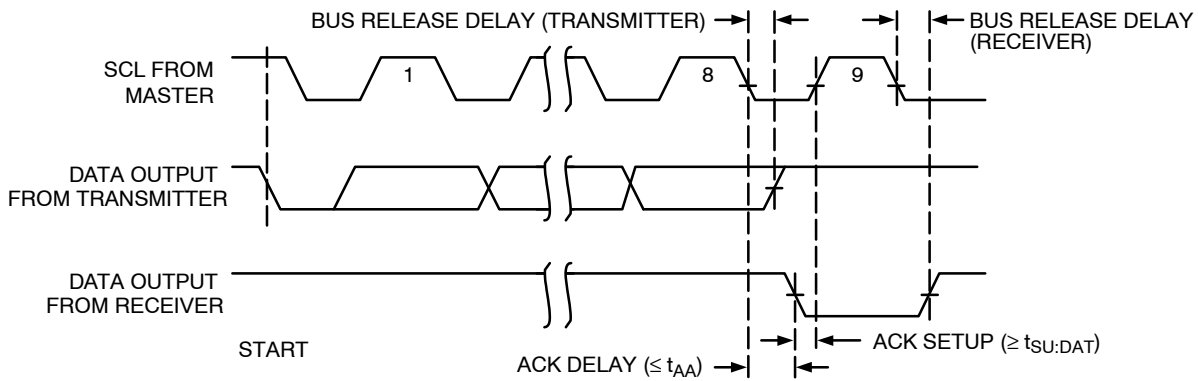 BUS RELEASE DELAY (TRANSMITTER)
BUS RELEASE DELAY
(RECEIVER)
SCL FROM
MASTER
1
8
9
DATA OUTPUT
FROM TRANSMITTER
DATA OUTPUT
FROM RECEIVER
START
ACK SETUP (≥ tSU:DAT)
ACK DELAY (≤ tAA)